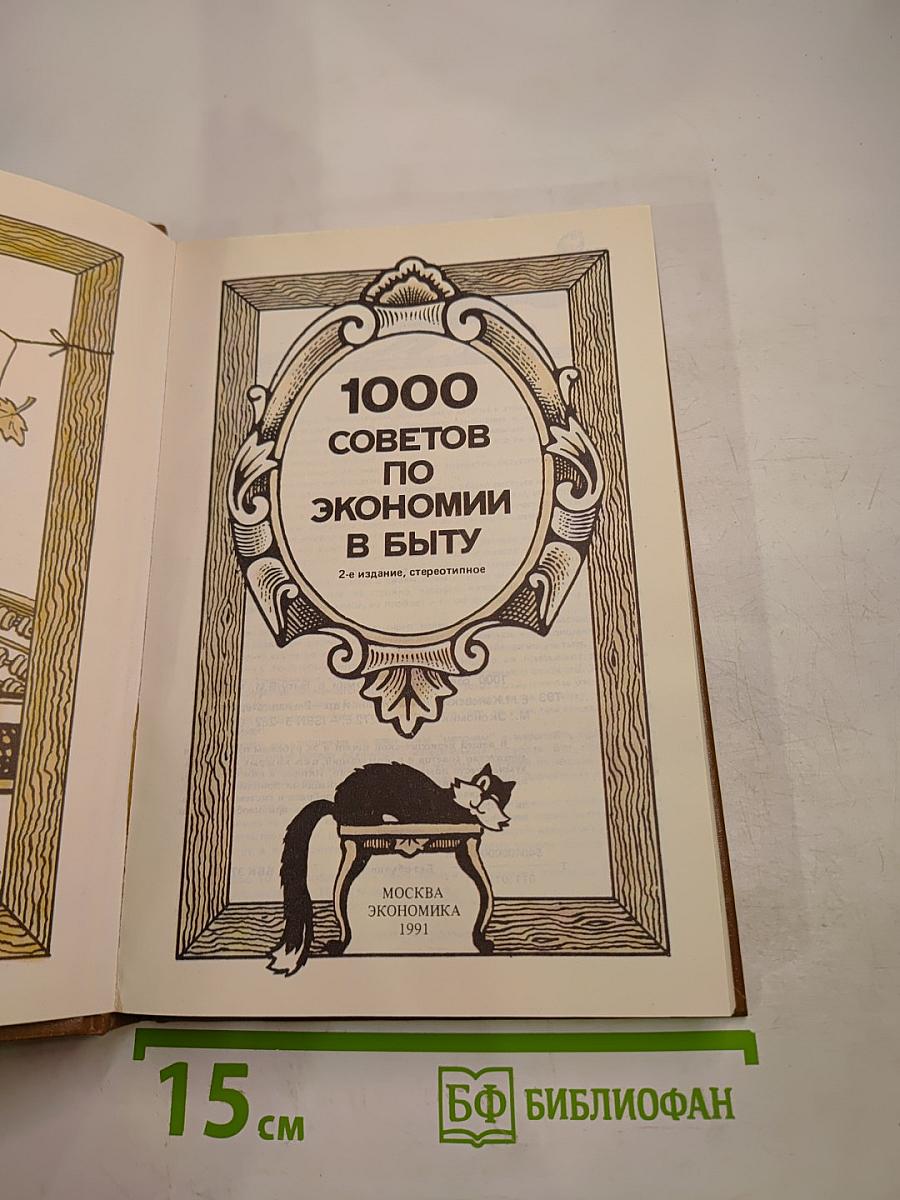 1000
СОВЕТОВ
ПО
ЭКОНОМИИ
В БЫТУ
2-е издание, стереотипное
МОСКВА
ЭКОНОМИКА
1991
15 см
БФ БИБЛИОФАН